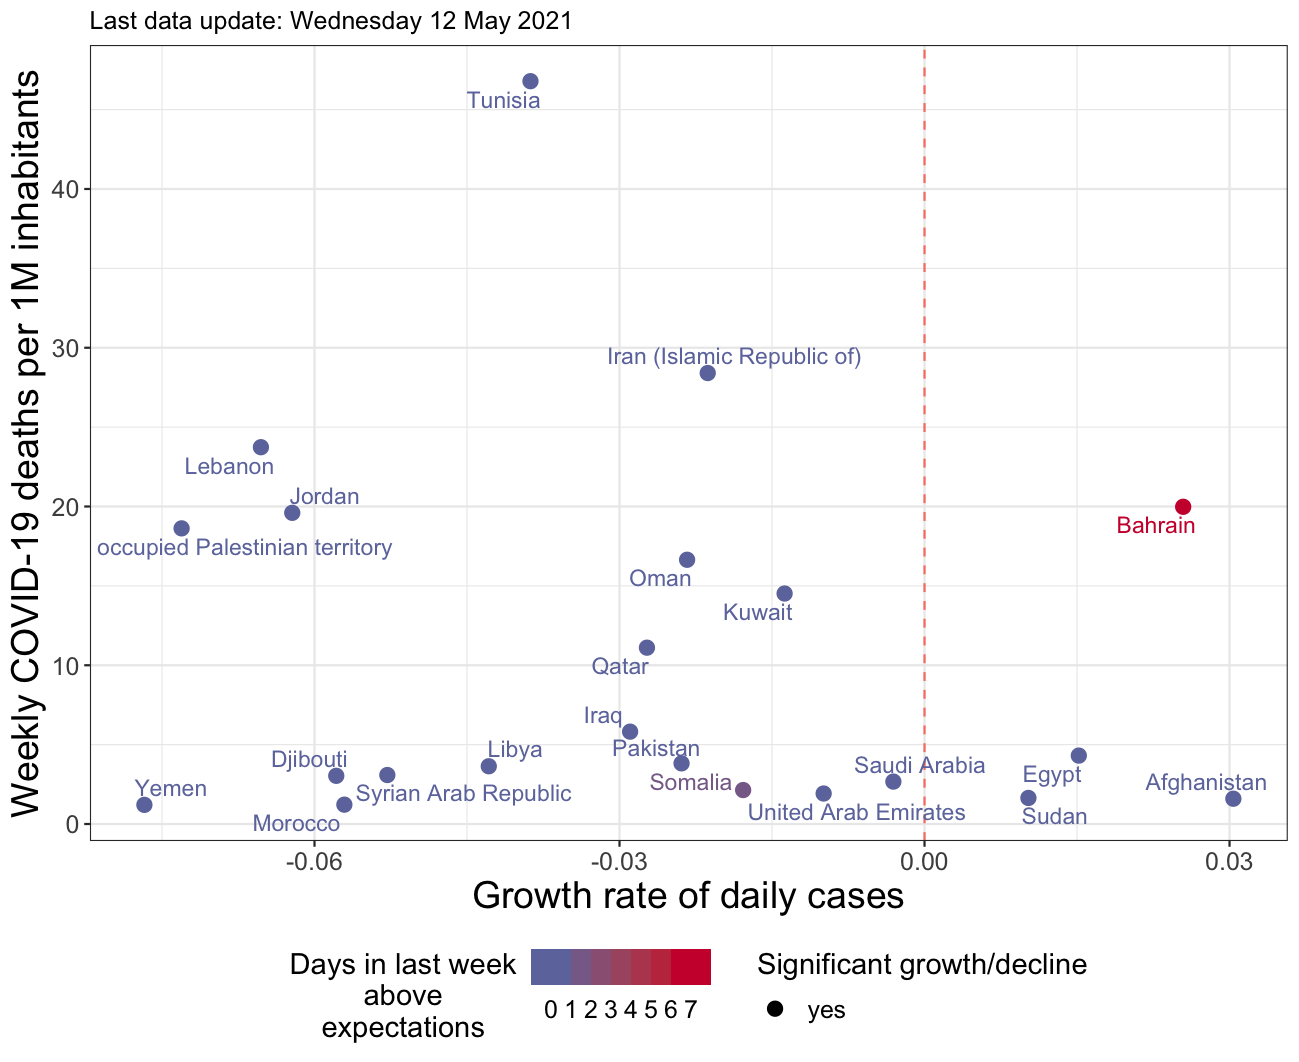 Last data update: Wednesday 12 May 2021
Weekly COVID-19 deaths per 1M inhabitants
40
30
20
10
0
Tunisia
Iran (Islamic Republic of)
Lebanon
Jordan
occupied Palestinian territory
Bahrain
Oman
Kuwait
Qatar
Iraq
Pakistan
Libya
Djibouti
Saudi Arabia
Egypt
Afghanistan
Somalia
Yemen
Syrian Arab Republic
United Arab Emirates
Sudan
Morocco
-0.06 -0.03 0.00 0.03
Growth rate of daily cases
Days in last week
above
expectations
0 1 2 3 4 5 6 7
Significant growth/decline
yes